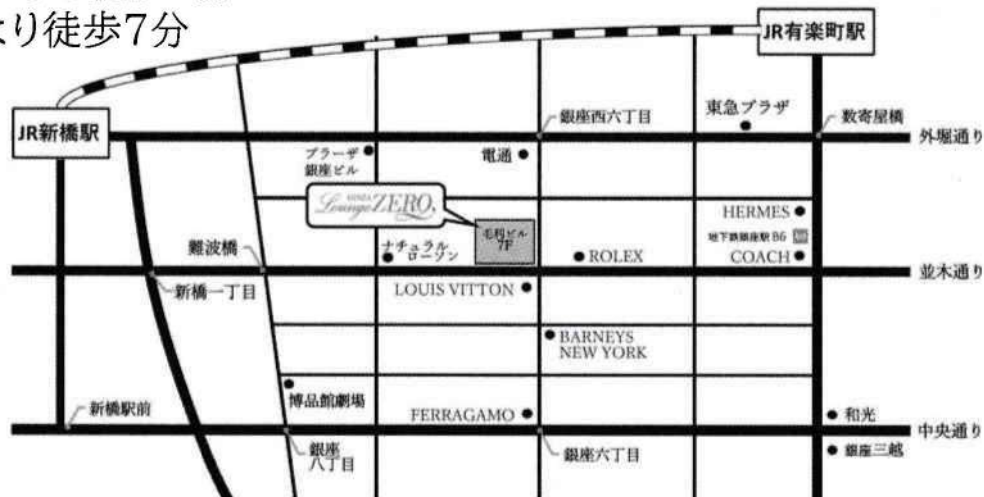 より徒歩7分
JR有楽町駅
JR新橋駅
銀座西六丁目
東急プラザ
数寄屋橋
外堀通り
プラーザ
銀座ビル
電通
GINZA
Lounge ZERO
毛利ビル
7F
HERMES
地下鉄銀座駅 B6
難波橋
ナチュラル
ローソン
ROLEX
COACH
並木通り
新橋一丁目
LOUIS VITTON
BARNEYS
NEW YORK
博品館劇場
新橋駅前
FERRAGAMO
和光
中央通り
銀座
八丁目
銀座六丁目
銀座三越